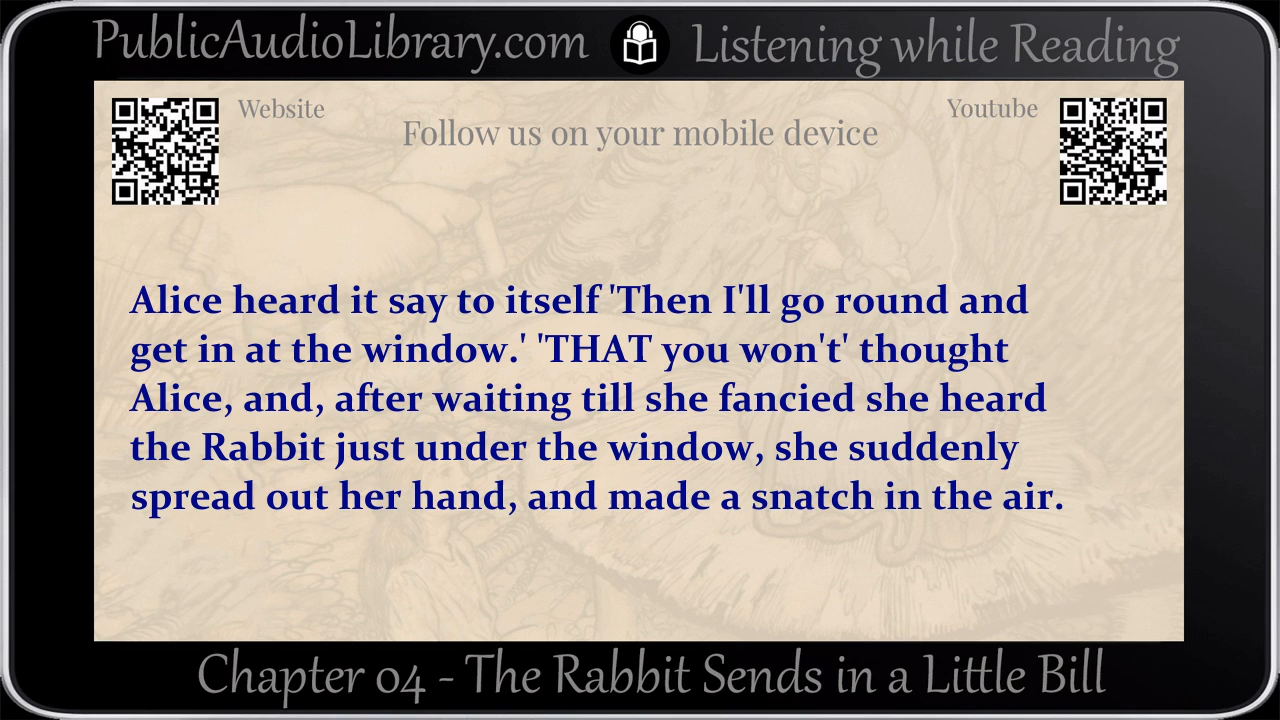 PublicAudioLibrary.com Listening while Reading
Website
Youtube
Follow us on your mobile device
Alice heard it say to itself 'Then I'll go round and
get in at the window.' 'THAT you won't' thought
Alice, and, after waiting till she fancied she heard
the Rabbit just under the window, she suddenly
spread out her hand, and made a snatch in the air.
Chapter 04 - The Rabbit Sends in a Little Bill